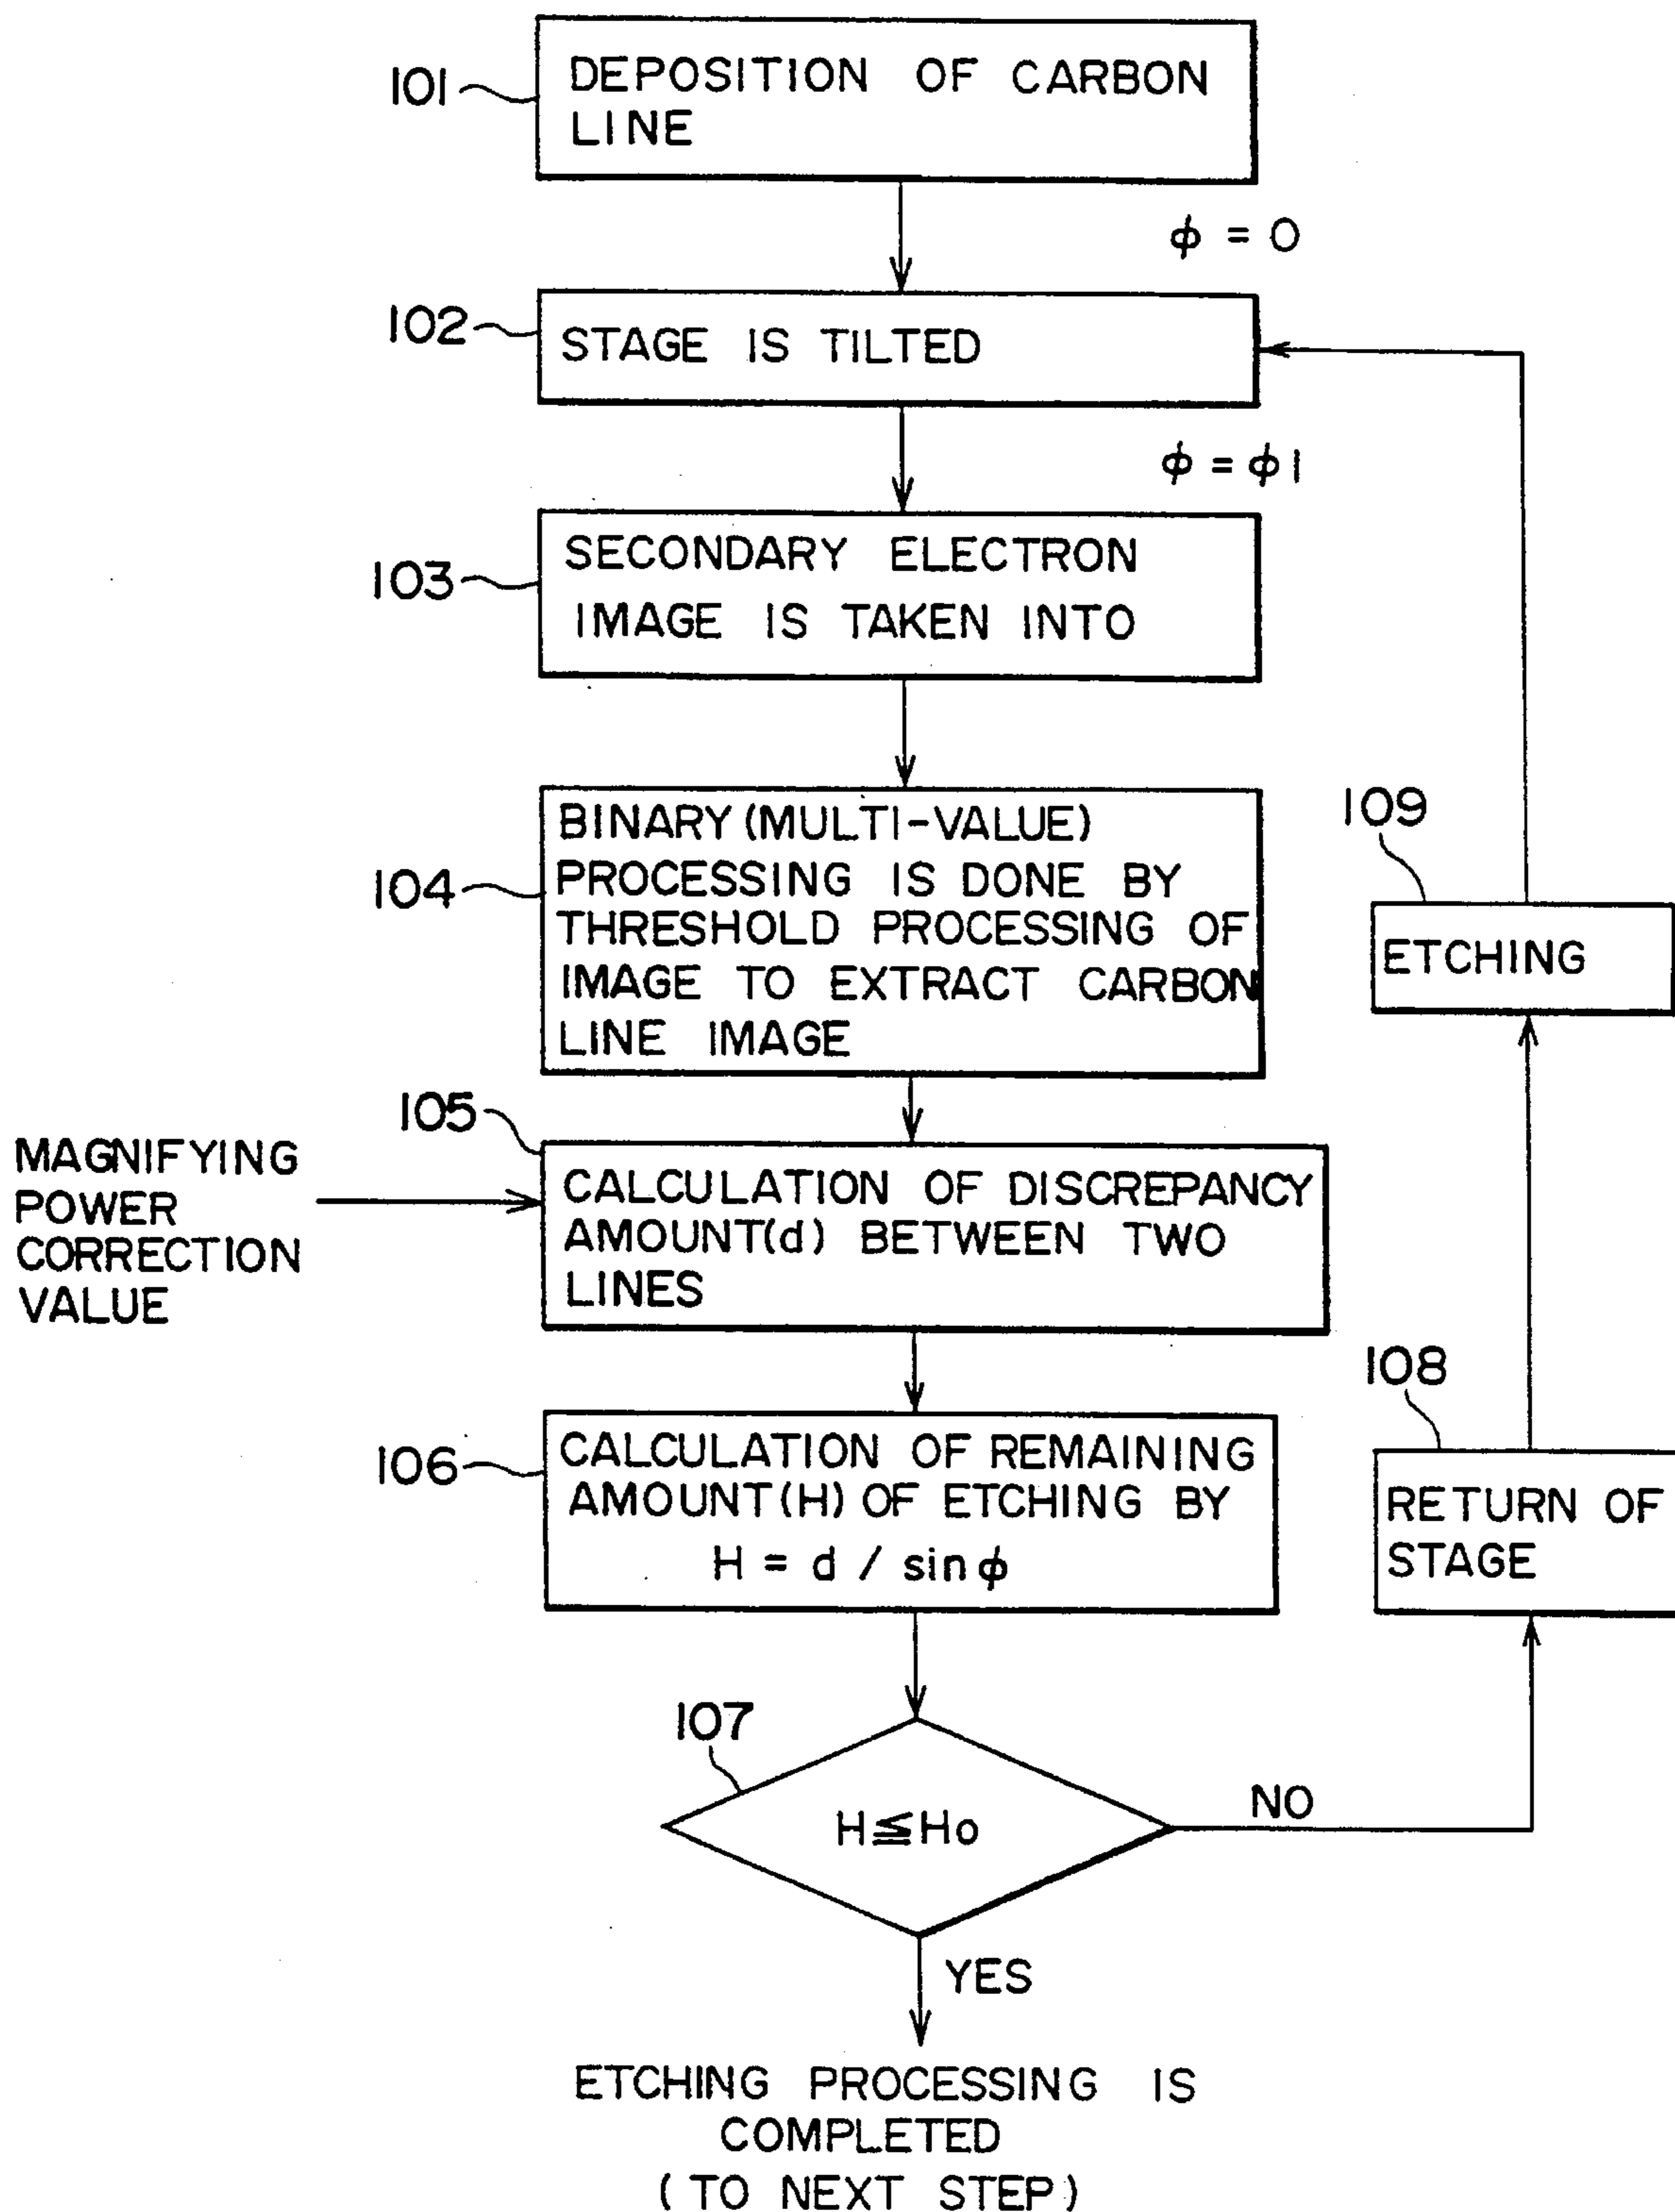 101
DEPOSITION OF CARBON
LINE
ϕ = 0
102
STAGE IS TILTED
ϕ = ϕ1
103
SECONDARY ELECTRON
IMAGE IS TAKEN INTO
104
BINARY (MULTI-VALUE)
PROCESSING IS DONE BY
THRESHOLD PROCESSING OF
IMAGE TO EXTRACT CARBON
LINE IMAGE
109
ETCHING
MAGNIFYING
POWER
CORRECTION
VALUE
105
CALCULATION OF DISCREPANCY
AMOUNT(d) BETWEEN TWO
LINES
106
CALCULATION OF REMAINING
AMOUNT(H) OF ETCHING BY
H = d / sin ϕ
108
RETURN OF
STAGE
107
H≦Ho
NO
YES
ETCHING PROCESSING IS
COMPLETED
(TO NEXT STEP)